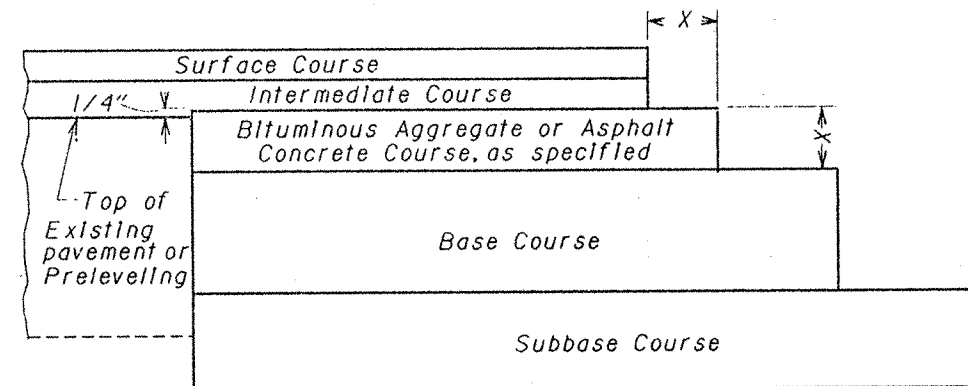 X
Surface Course
1/4"
Intermediate Course
Bituminous Aggregate or Asphalt
Concrete Course, as specified
X
Top of
Existing
pavement or
Preleveling
Base Course
Subbase Course